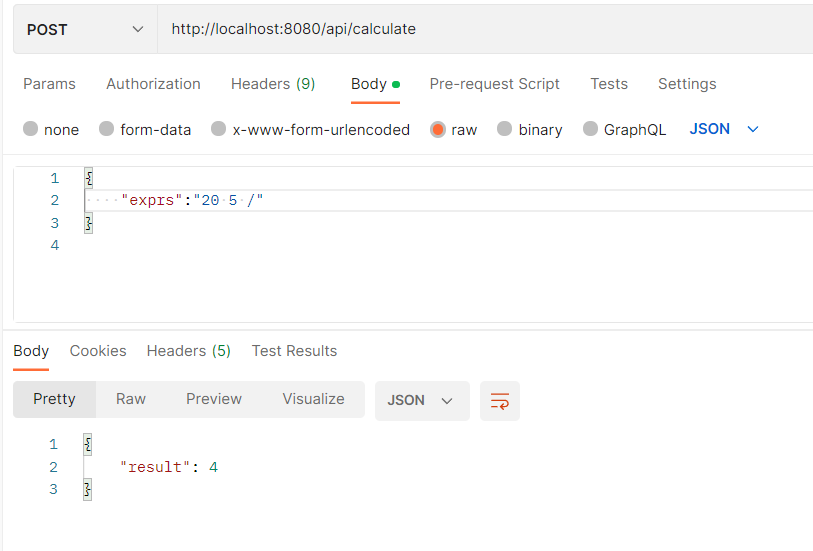 POST http://localhost:8080/api/calculate
Params Authorization Headers (9) Body Pre-request Script Tests Settings
none form-data x-www-form-urlencoded raw binary GraphQL JSON
1 {
2 "exprs":"20 5 /"
3 }
4
Body Cookies Headers (5) Test Results
Pretty Raw Preview Visualize JSON
1 {
2 "result": 4
3 }